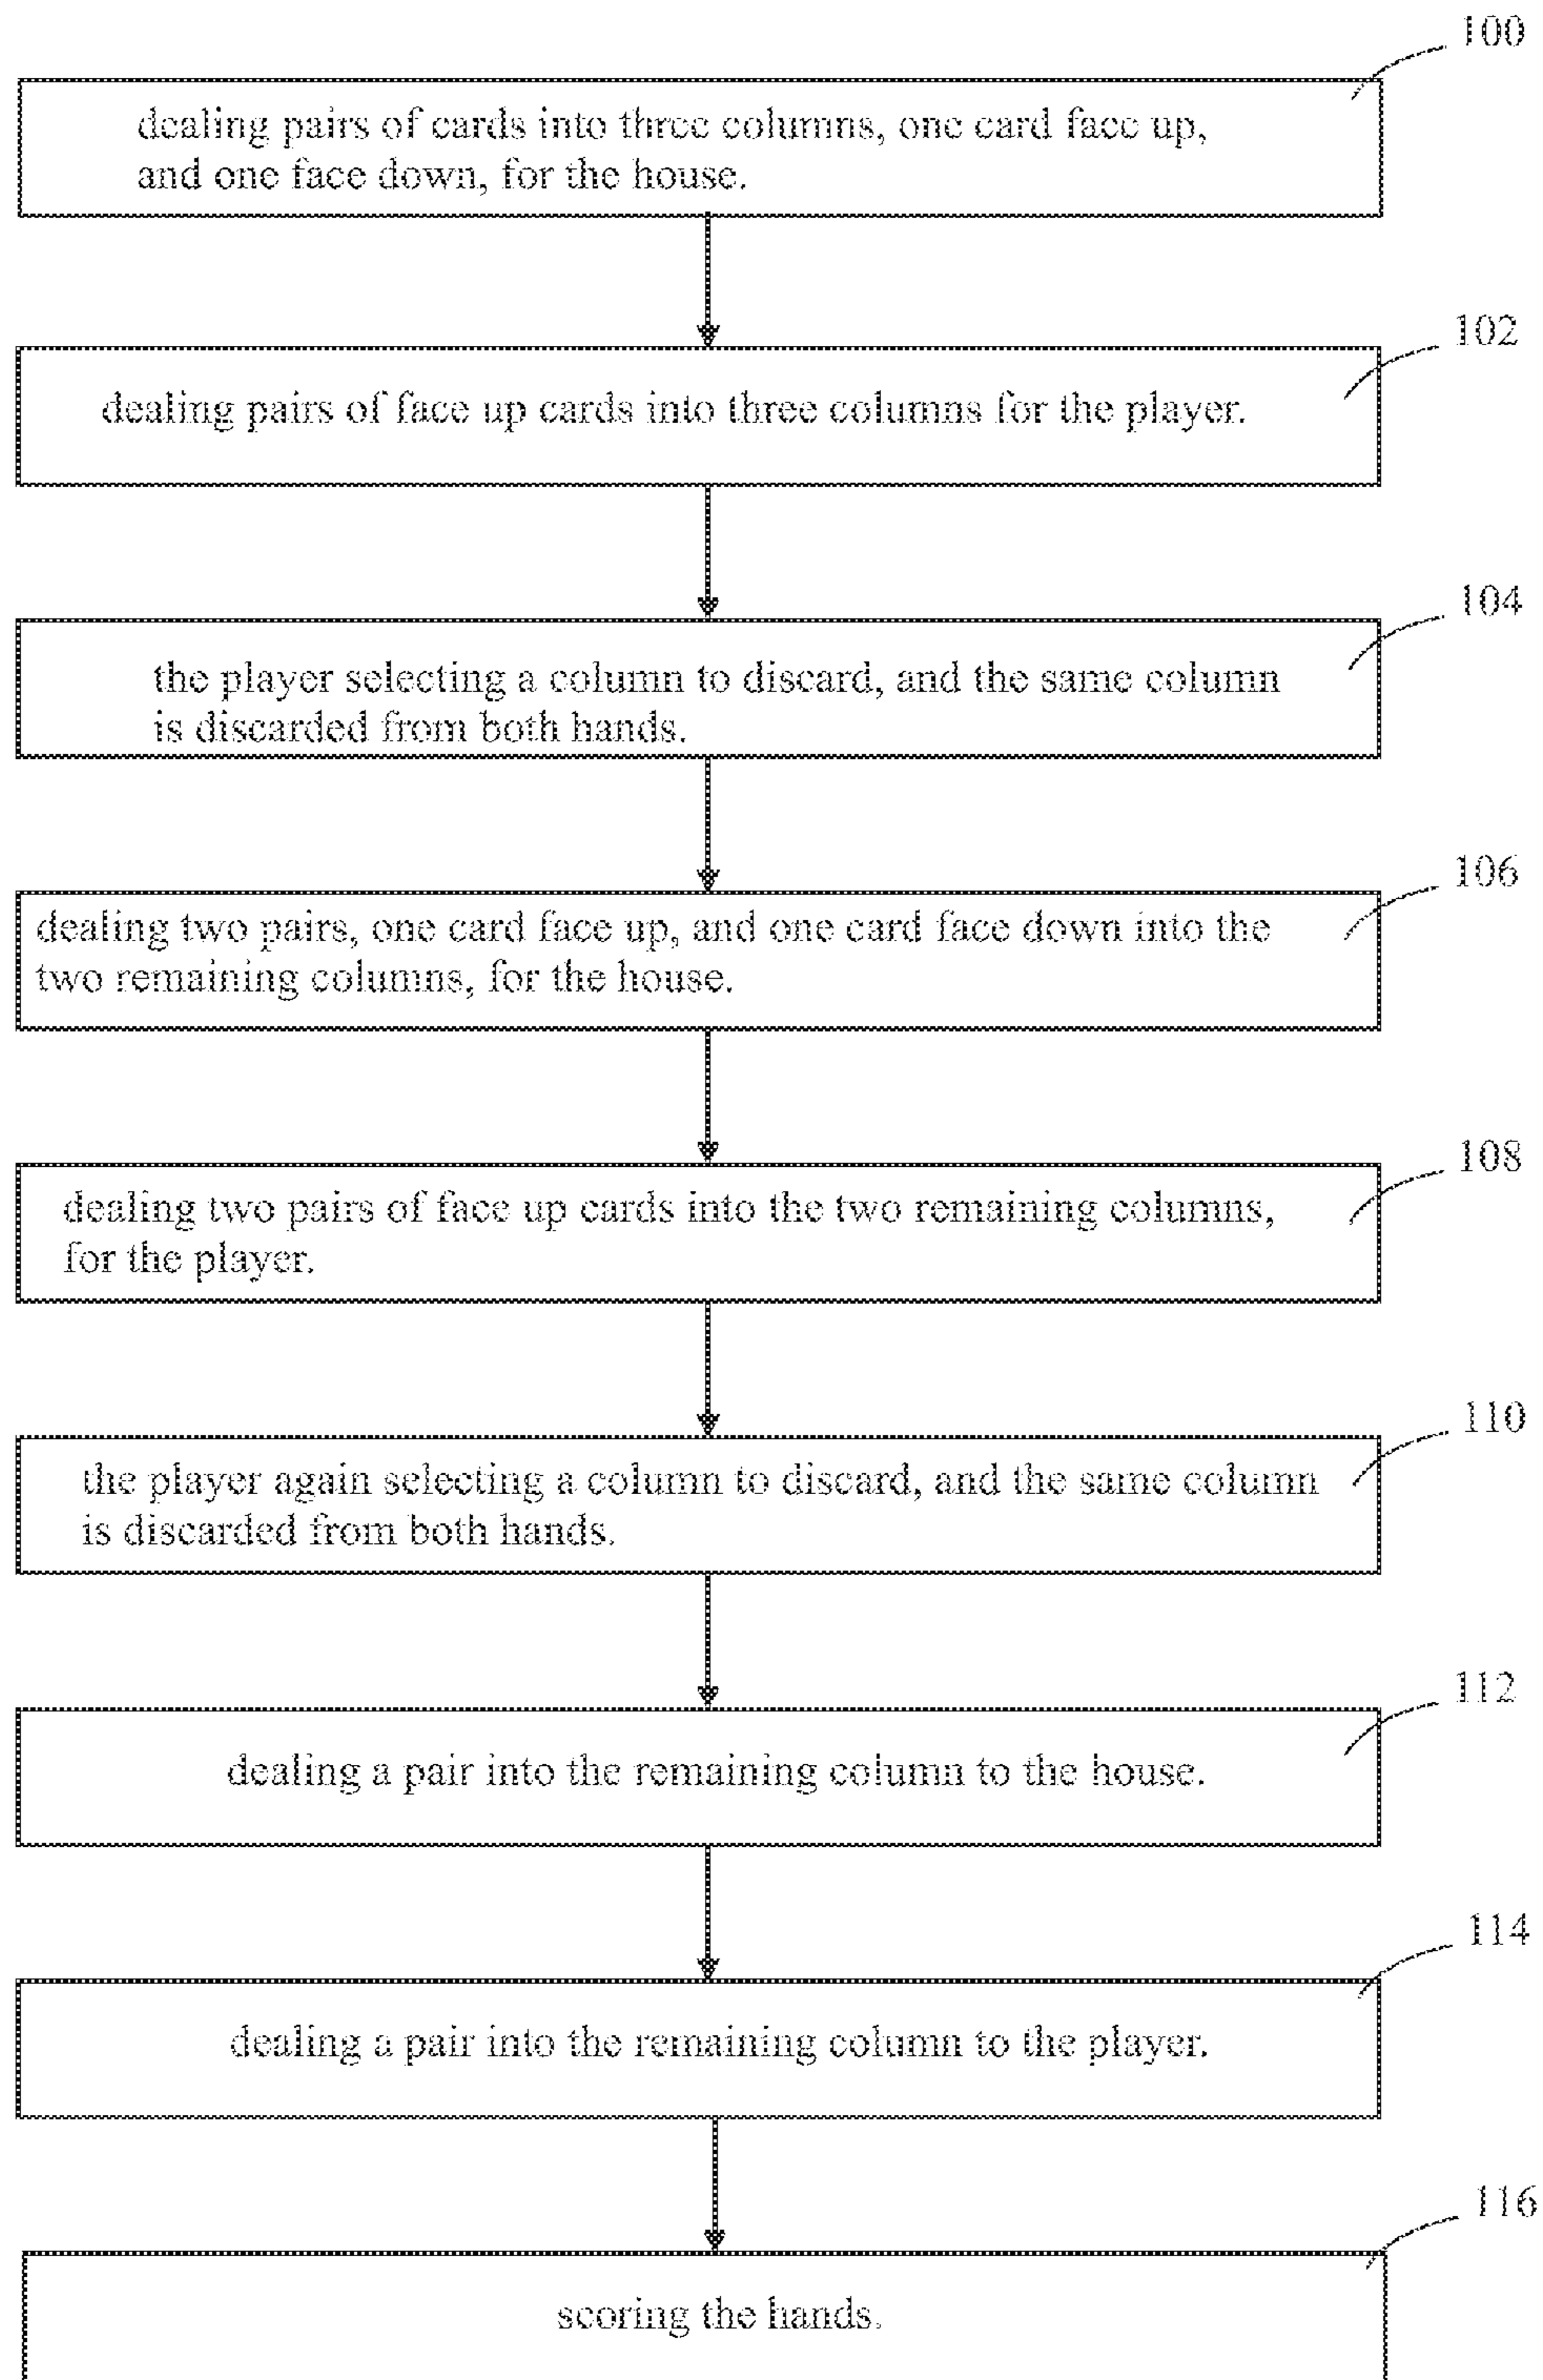 100
dealing pairs of cards into three columns, one card face up,
and one face down, for the house.
102
dealing pairs of face up cards into three columns for the player.
104
the player selecting a column to discard, and the same column
is discarded from both hands.
106
dealing two pairs, one card face up, and one card face down into the
two remaining columns, for the house.
108
dealing two pairs of face up cards into the two remaining columns,
for the player.
110
the player again selecting a column to discard, and the same column
is discarded from both hands.
112
dealing a pair into the remaining column to the house.
114
dealing a pair into the remaining column to the player.
116
scoring the hands.